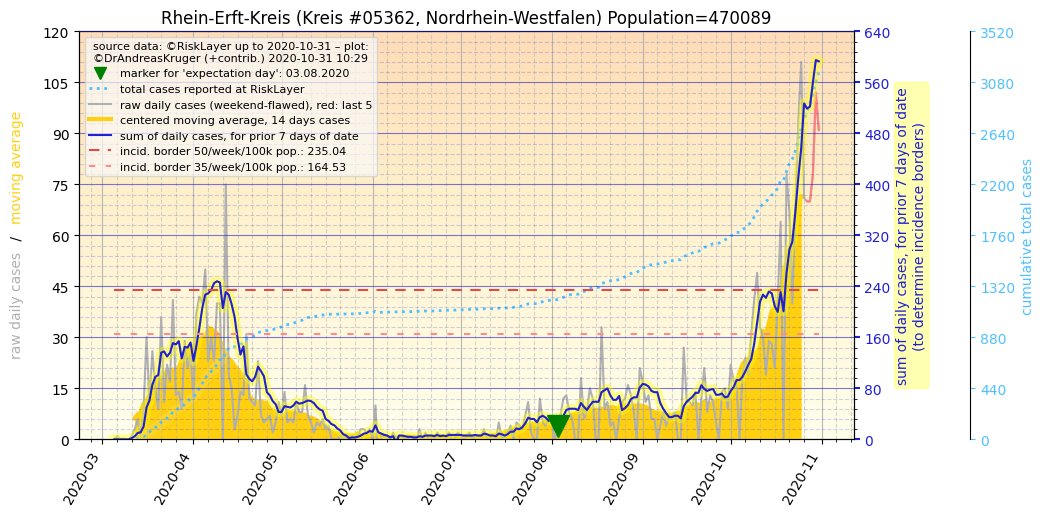 Rhein-Erft-Kreis (Kreis #05362, Nordrhein-Westfalen) Population=470089
source data: ©RiskLayer up to 2020-10-31 – plot:
©DrAndreasKruger (+contrib.) 2020-10-31 10:29
marker for 'expectation day': 03.08.2020
total cases reported at RiskLayer
raw daily cases (weekend-flawed), red: last 5
centered moving average, 14 days cases
sum of daily cases, for prior 7 days of date
incid. border 50/week/100k pop.: 235.04
incid. border 35/week/100k pop.: 164.53
raw daily cases / moving average
120
105
90
75
60
45
30
15
0
640
560
480
400
320
240
160
80
0
sum of daily cases, for prior 7 days of date
(to determine incidence borders)
3520
3080
2640
2200
1760
1320
880
440
0
cumulative total cases
2020-03
2020-04
2020-05
2020-06
2020-07
2020-08
2020-09
2020-10
2020-11